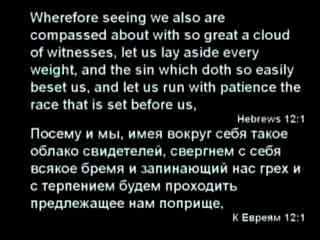 Wherefore seeing we also are
compassed about with so great a cloud
of witnesses, let us lay aside every
weight, and the sin which doth so easily
beset us, and let us run with patience the
race that is set before us,
Hebrews 12:1
Посему и мы, имея вокруг себя такое
облако свидетелей, свергнем с себя
всякое бремя и запинающий нас грех и
с терпением будем проходить
предлежащее нам поприще,
К Евреям 12:1